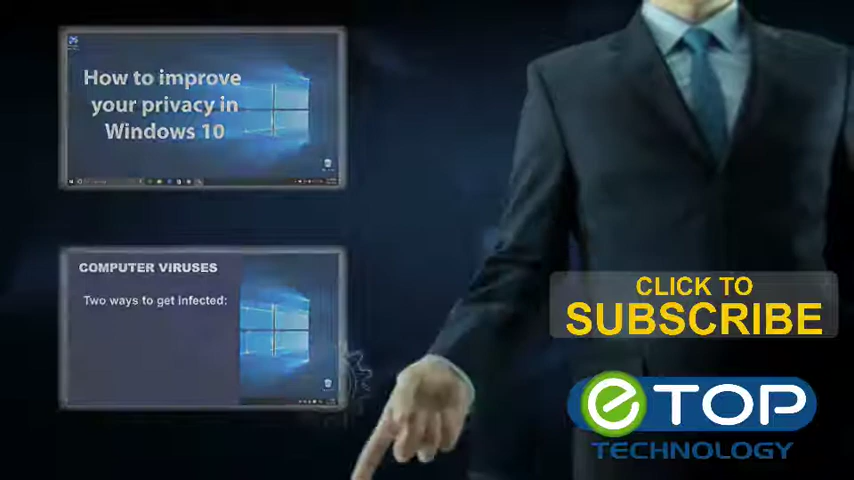 How to improve
your privacy in
Windows 10
COMPUTER VIRUSES
Two ways to get infected:
CLICK TO
SUBSCRIBE
eTOP
TECHNOLOGY